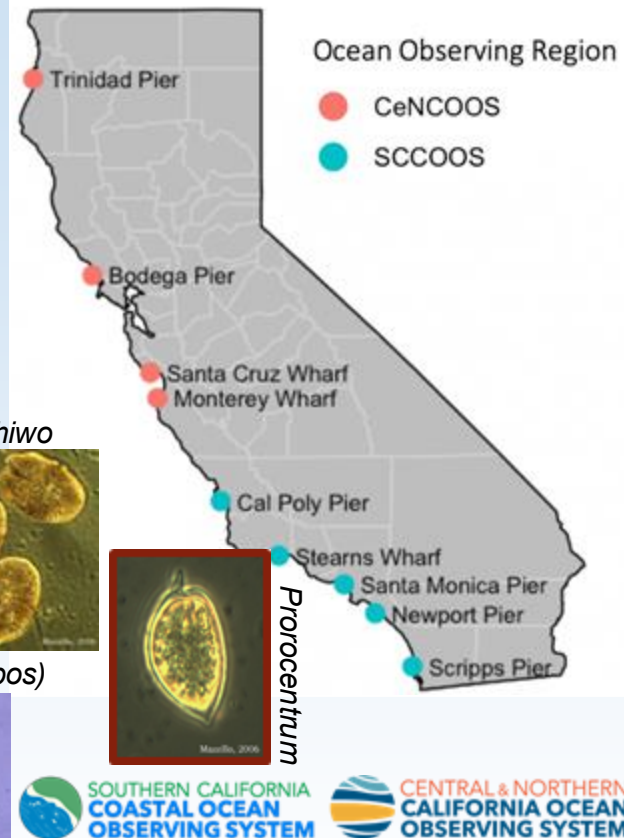 Ocean Observing Region
CeNCOOS
SCCOOS
Trinidad Pier
Bodega Pier
Santa Cruz Wharf
Monterey Wharf
Cal Poly Pier
Stearns Wharf
Santa Monica Pier
Newport Pier
Scripps Pier
Prorocentrum
Mazzillo, 2006
SOUTHERN CALIFORNIA
COASTAL OCEAN
OBSERVING SYSTEM
CENTRAL & NORTHERN
CALIFORNIA OCEAN
OBSERVING SYSTEM